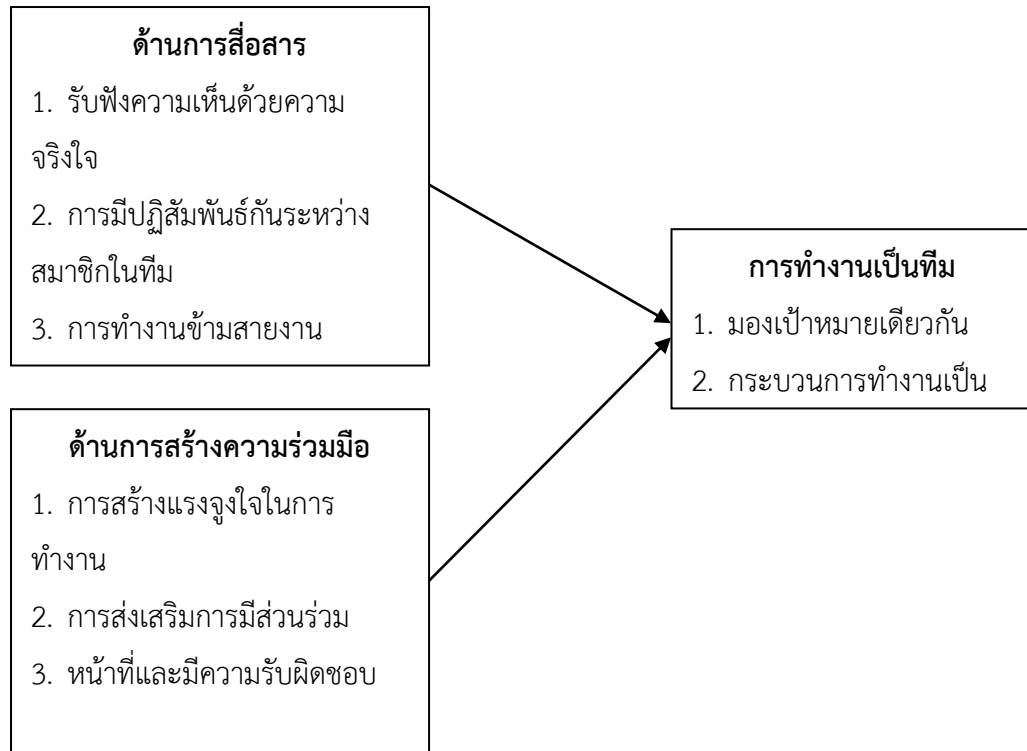 ด้านการสื่อสาร
1. รับฟังความเห็นด้วยความ
จริงใจ
2. การมีปฏิสัมพันธ์กันระหว่าง
สมาชิกในทีม
3. การทำงานข้ามสายงาน
การทำงานเป็นทีม
1. มองเป้าหมายเดียวกัน
2. กระบวนการทำงานเป็น
ด้านการสร้างความร่วมมือ
1. การสร้างแรงจูงใจในการ
ทำงาน
2. การส่งเสริมการมีส่วนร่วม
3. หน้าที่และมีความรับผิดชอบ